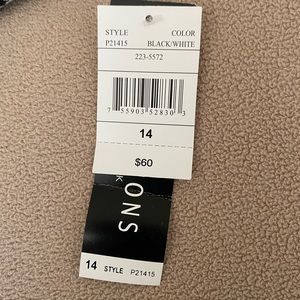 STYLE COLOR
P21415 BLACK/WHITE
223-5572
7 55903 52830 3
14
$60
ONS
K
14 STYLE P21415